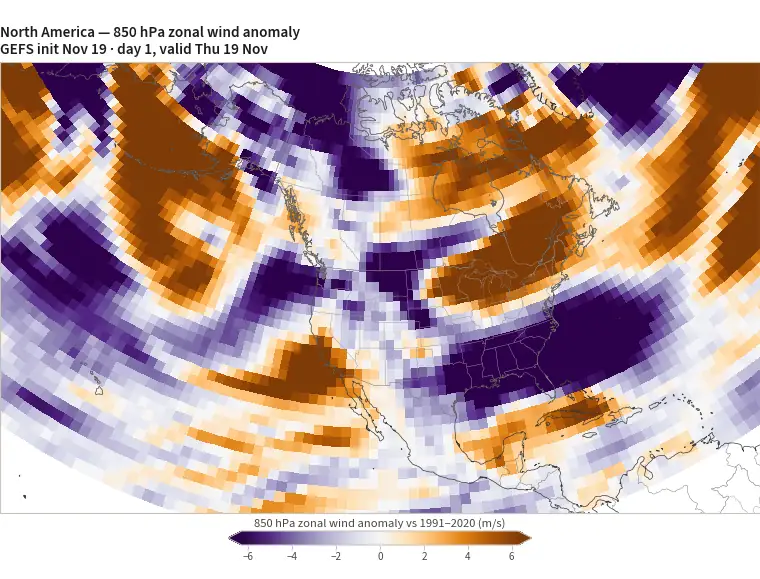 North America — 850 hPa zonal wind anomaly
GEFS init Nov 19 · day 1, valid Thu 19 Nov
850 hPa zonal wind anomaly vs 1991–2020 (m/s)
−6 −4 −2 0 2 4 6